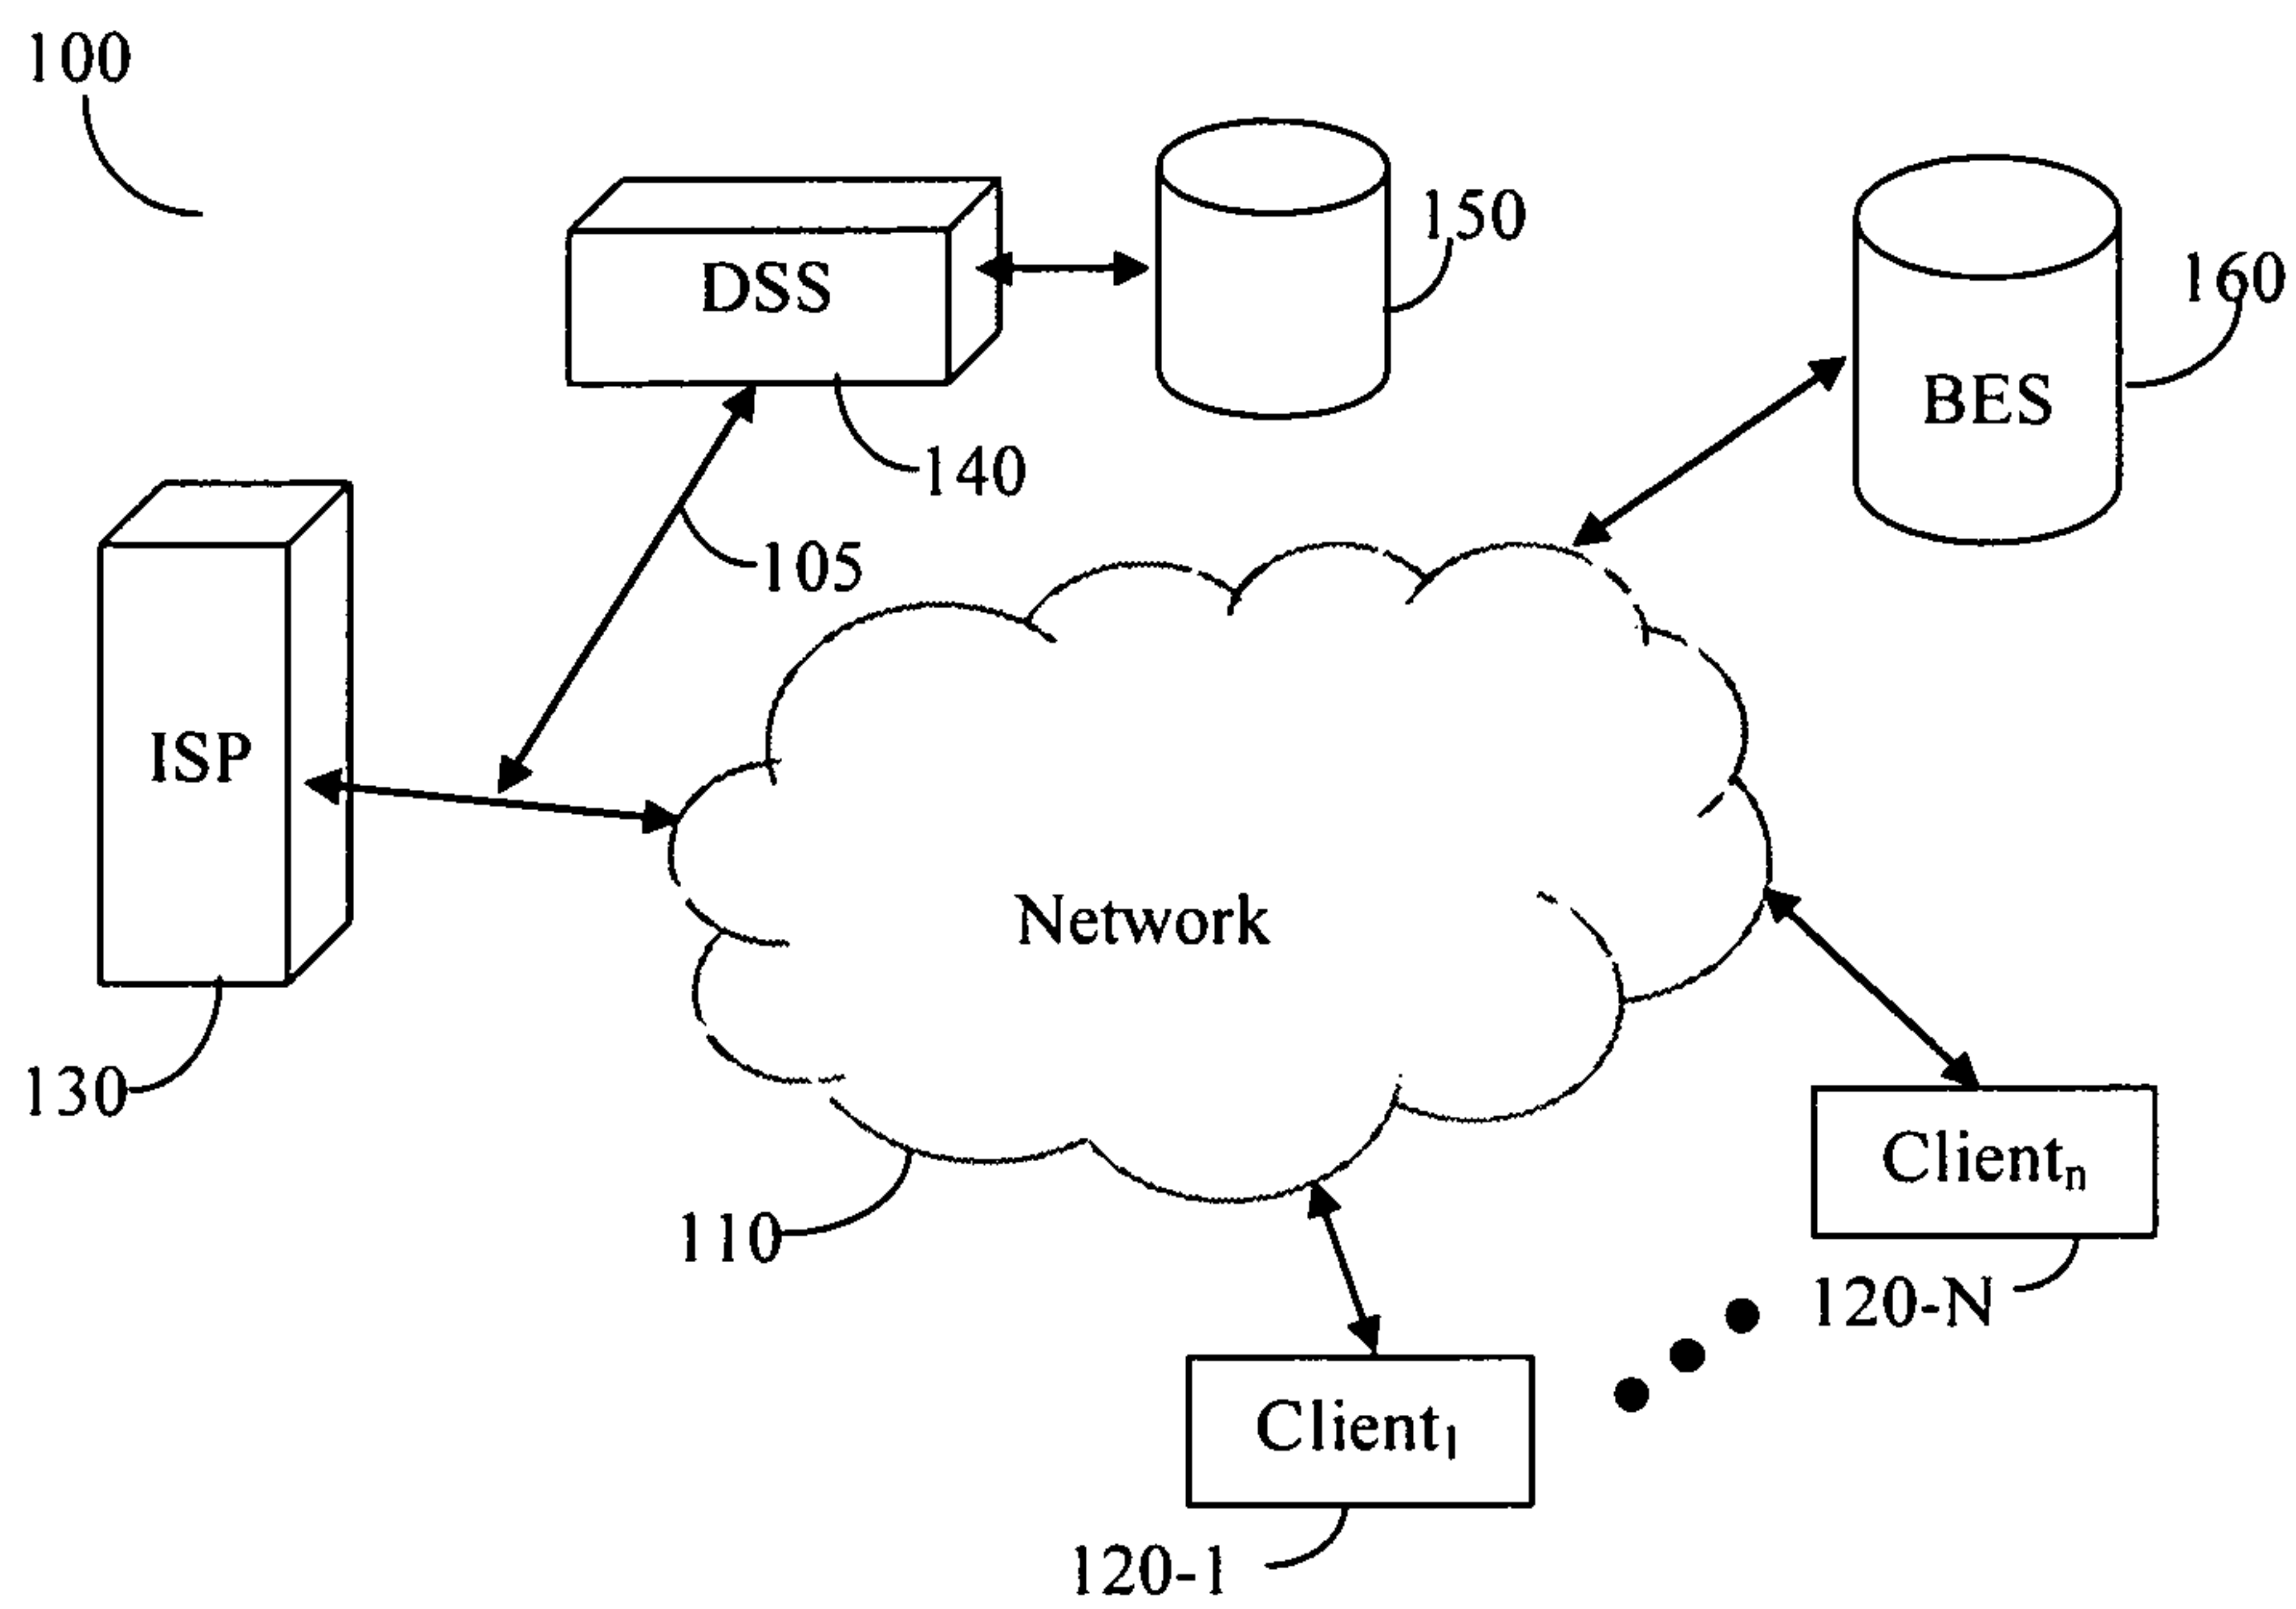 100
150
160
DSS
BES
140
105
ISP
Network
130
110
Clientₙ
120-N
Client₁
120-1